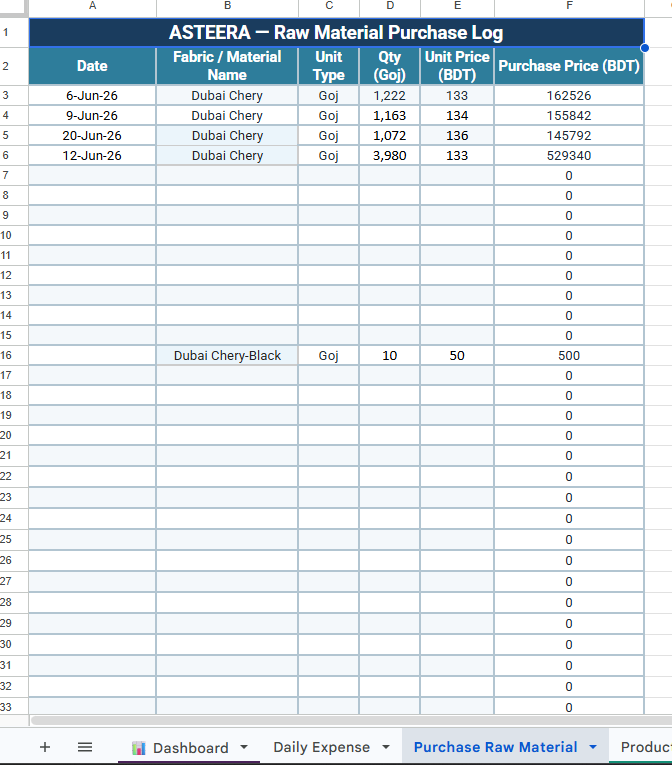 A B C D E F
1 ASTEERA — Raw Material Purchase Log
2 Date Fabric / Material Name Unit Type Qty (Goj) Unit Price (BDT) Purchase Price (BDT)
3 6-Jun-26 Dubai Chery Goj 1,222 133 162526
4 9-Jun-26 Dubai Chery Goj 1,163 134 155842
5 20-Jun-26 Dubai Chery Goj 1,072 136 145792
6 12-Jun-26 Dubai Chery Goj 3,980 133 529340
7 0
8 0
9 0
10 0
11 0
12 0
13 0
14 0
15 0
16 Dubai Chery-Black Goj 10 50 500
17 0
18 0
19 0
20 0
21 0
22 0
23 0
24 0
25 0
26 0
27 0
28 0
29 0
30 0
31 0
32 0
33 0
Dashboard Daily Expense Purchase Raw Material Produc